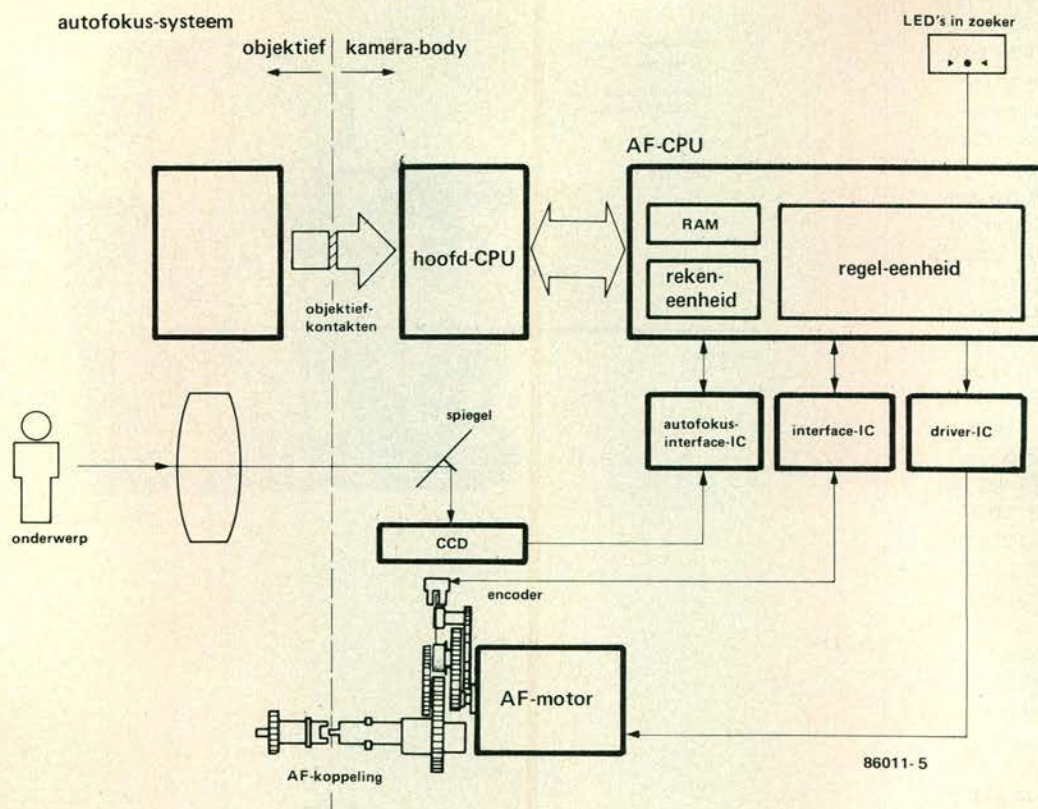 autofokus-systeem
LED's in zoeker
objektief
kamera-body
AF-CPU
RAM
reken-
eenheid
regel-eenheid
hoofd-CPU
objektief-
kontakten
spiegel
autofokus-
interface-IC
interface-IC
driver-IC
onderwerp
CCD
encoder
AF-motor
AF-koppeling
86011-5